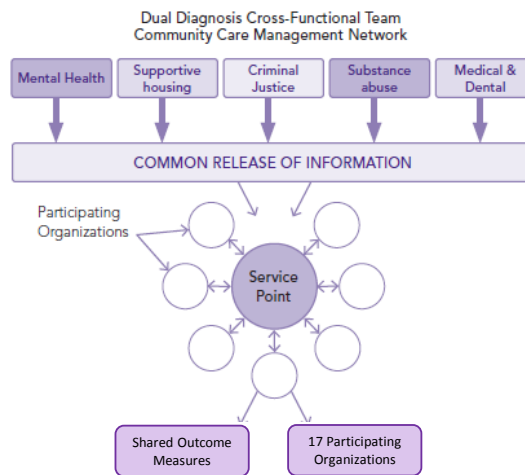 Dual Diagnosis Cross-Functional Team
Community Care Management Network
Mental Health
Supportive
housing
Criminal
Justice
Substance
abuse
Medical &
Dental
COMMON RELEASE OF INFORMATION
Participating
Organizations
Service
Point
Shared Outcome
Measures
17 Participating
Organizations